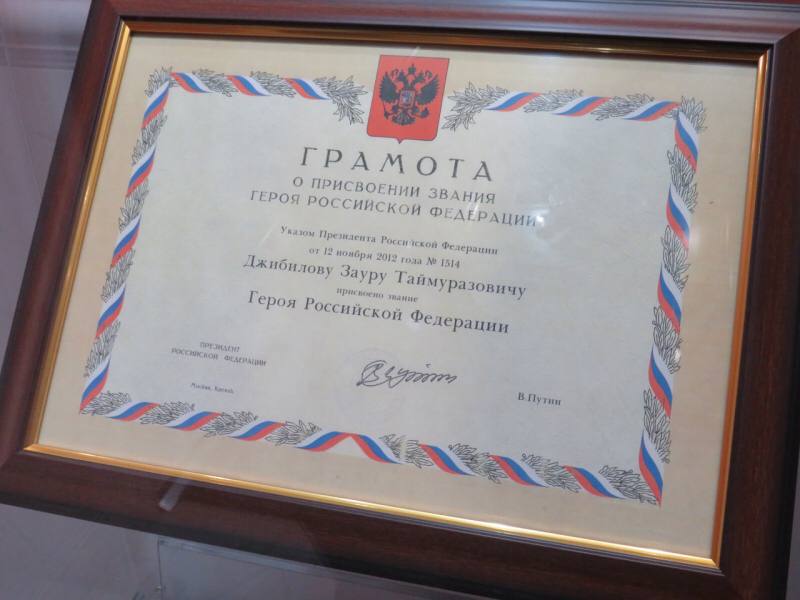 ГРАМОТА
О ПРИСВОЕНИИ ЗВАНИЯ
ГЕРОЯ РОССИЙСКОЙ ФЕДЕРАЦИИ
Указом Президента Российской Федерации
от 12 ноября 2012 года № 1514
Джибилову Зауру Таймуразовичу
присвоено звание
Героя Российской Федерации
ПРЕЗИДЕНТ
РОССИЙСКОЙ ФЕДЕРАЦИИ
В.Путин
Москва, Кремль